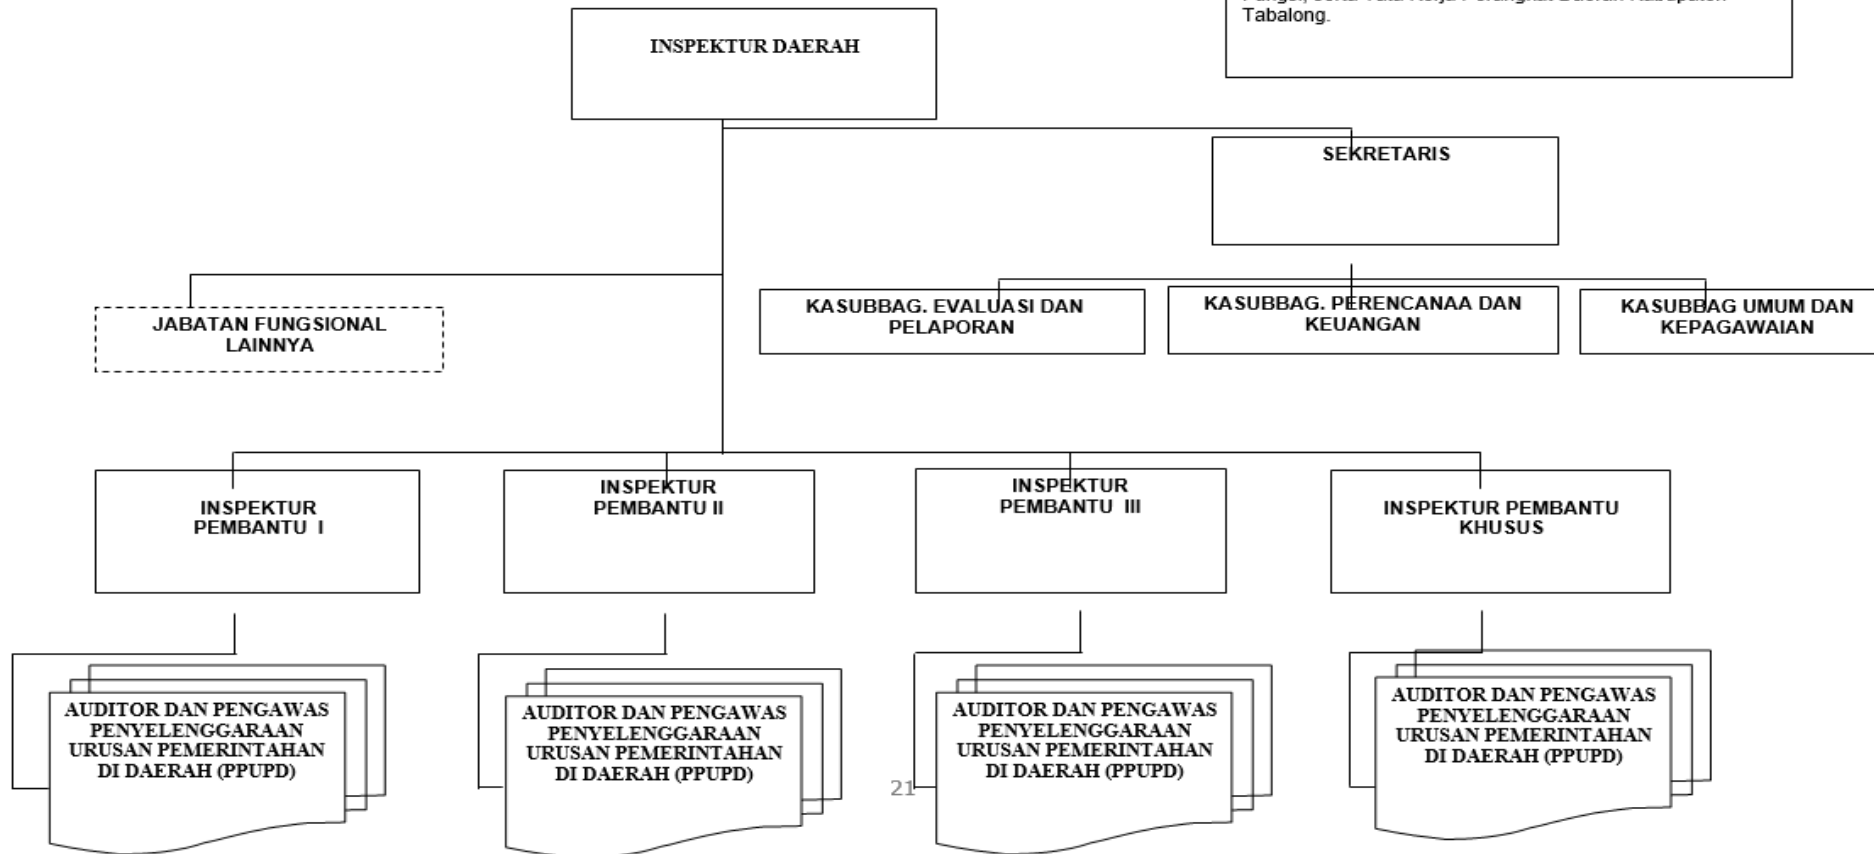 Tabalong.
INSPEKTUR DAERAH
SEKRETARIS
KASUBBAG. EVALUASI DAN
PELAPORAN
KASUBBAG. PERENCANAA DAN
KEUANGAN
KASUBBAG UMUM DAN
KEPAGAWAIAN
JABATAN FUNGSIONAL
LAINNYA
INSPEKTUR
PEMBANTU I
INSPEKTUR
PEMBANTU II
INSPEKTUR
PEMBANTU III
INSPEKTUR PEMBANTU
KHUSUS
AUDITOR DAN PENGAWAS
PENYELENGGARAAN
URUSAN PEMERINTAHAN
DI DAERAH (PPUPD)
AUDITOR DAN PENGAWAS
PENYELENGGARAAN
URUSAN PEMERINTAHAN
DI DAERAH (PPUPD)
AUDITOR DAN PENGAWAS
PENYELENGGARAAN
URUSAN PEMERINTAHAN
DI DAERAH (PPUPD)
AUDITOR DAN PENGAWAS
PENYELENGGARAAN
URUSAN PEMERINTAHAN
DI DAERAH (PPUPD)
21